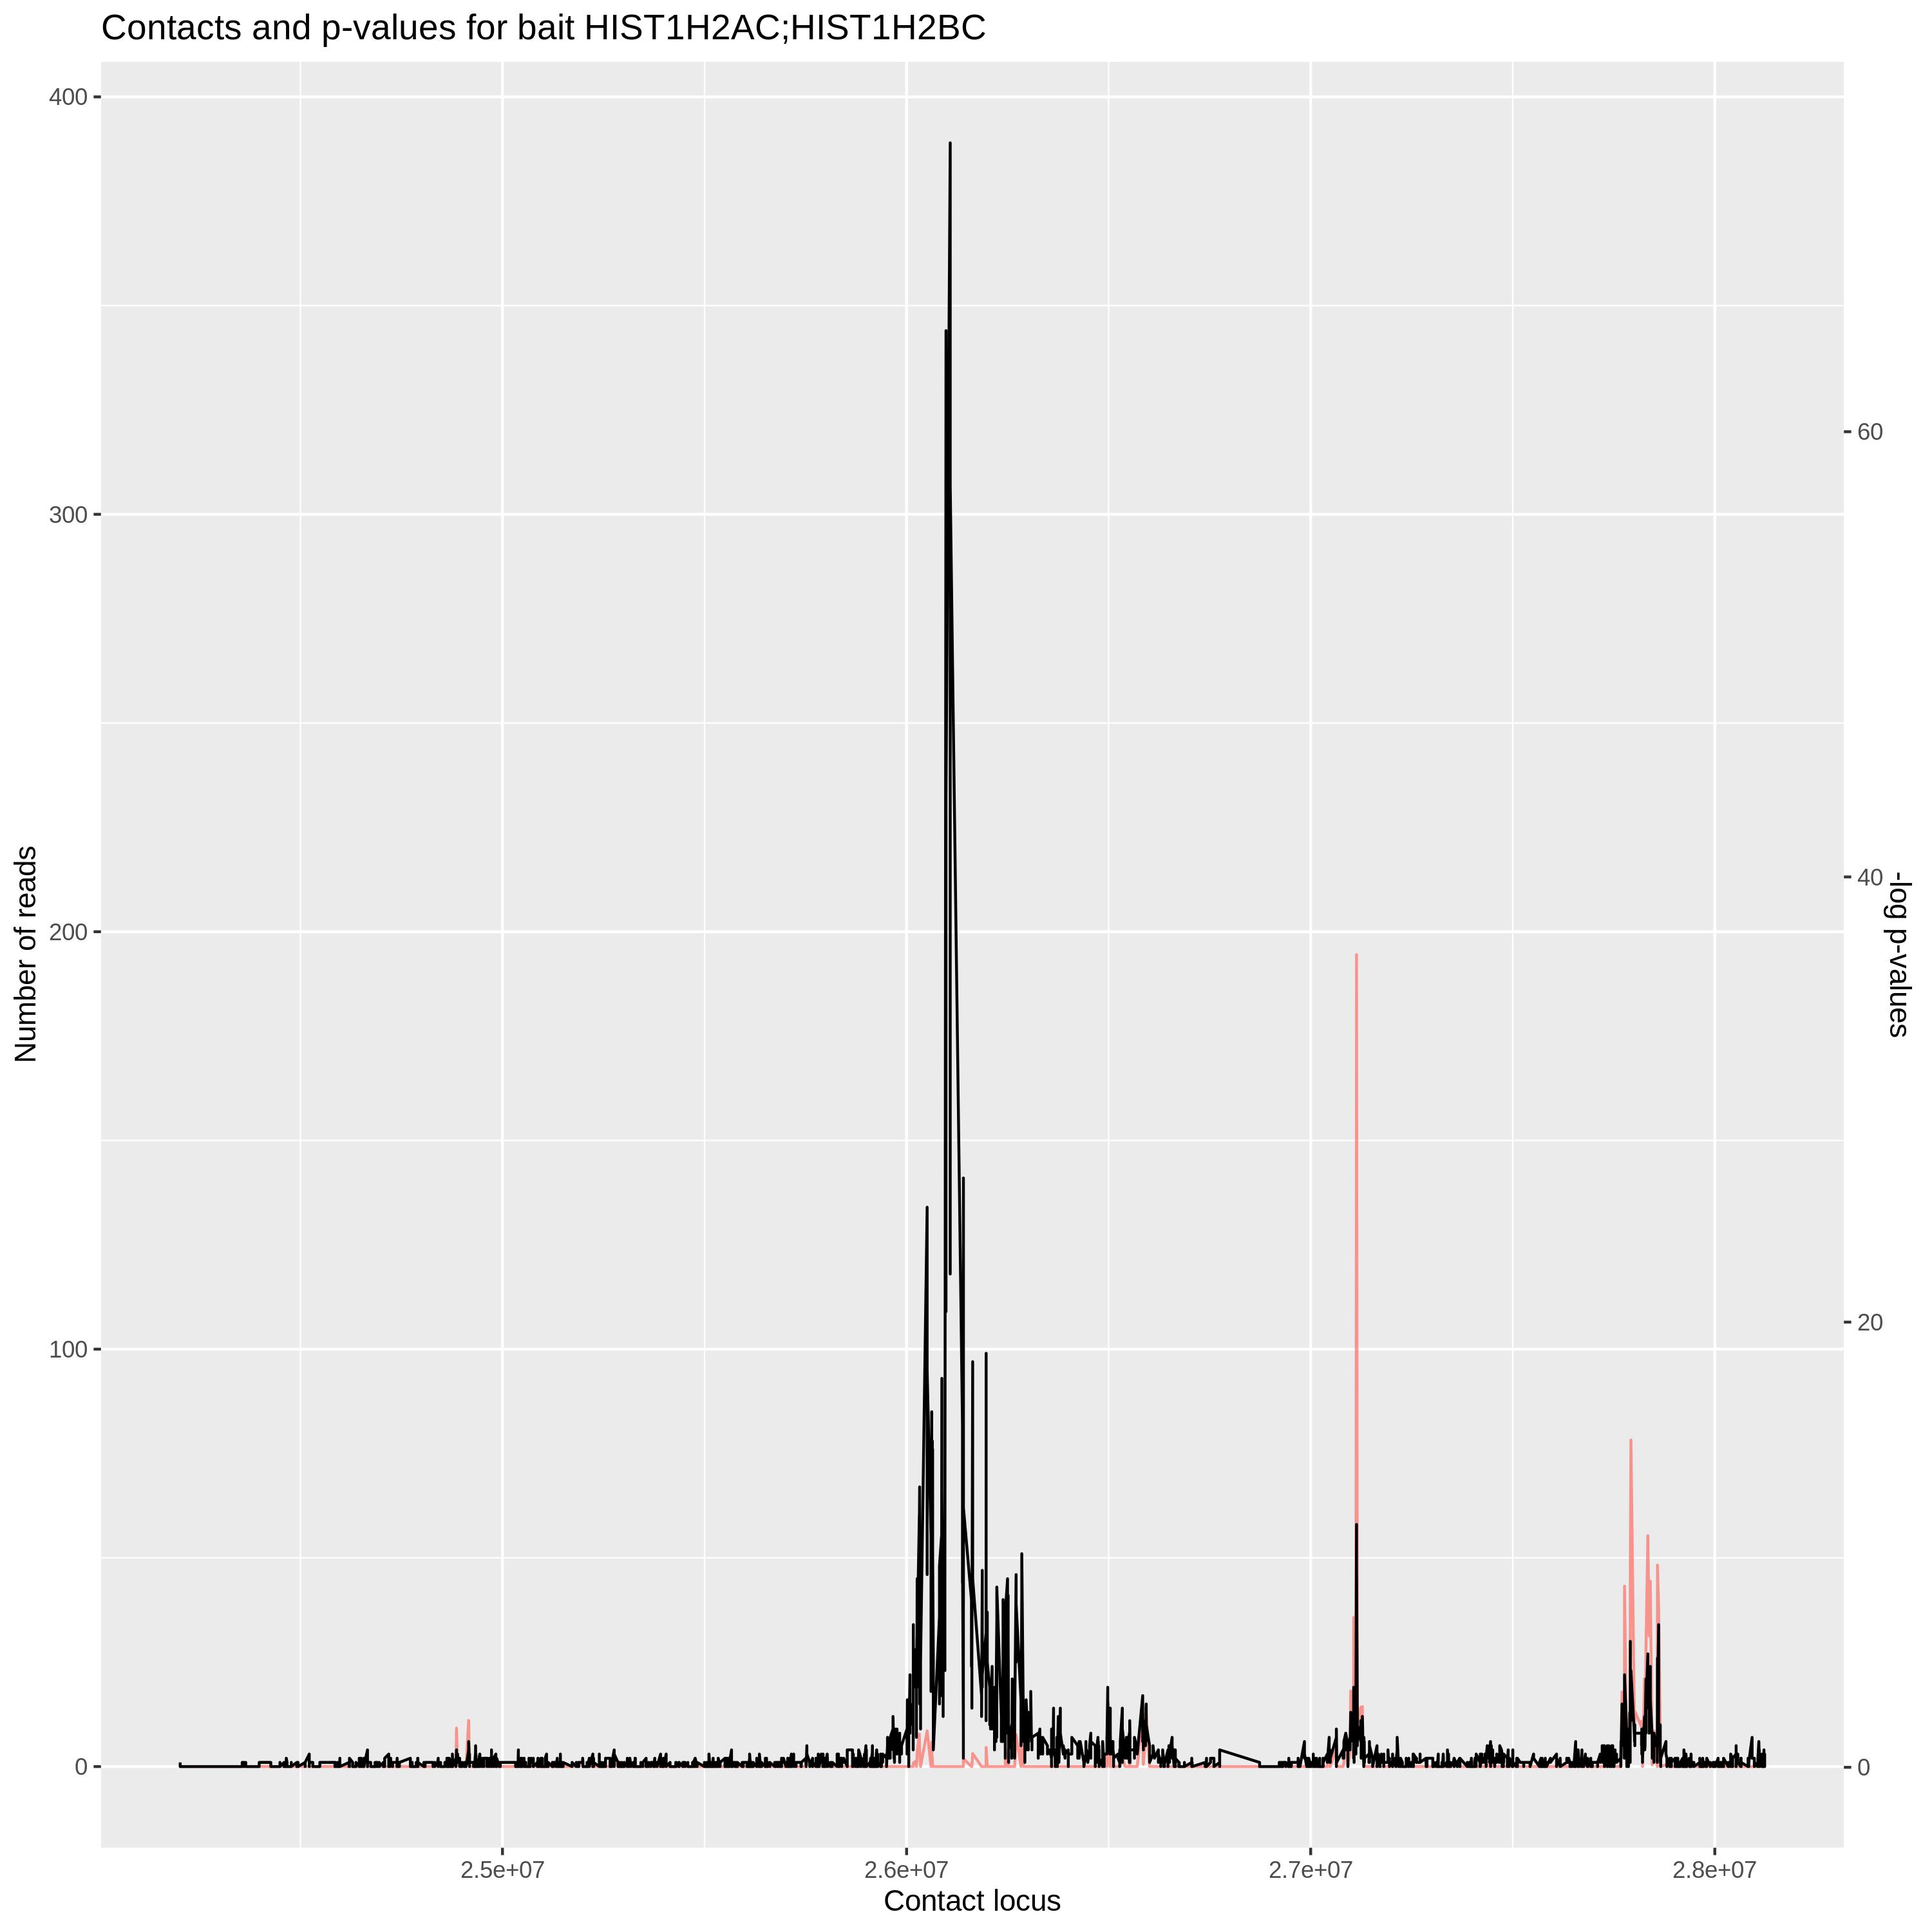 Contacts and p-values for bait HIST1H2AC;HIST1H2BC
400
300
200
100
0
Number of reads
60
40
20
0
-log p-values
2.5e+07
2.6e+07
2.7e+07
2.8e+07
Contact locus